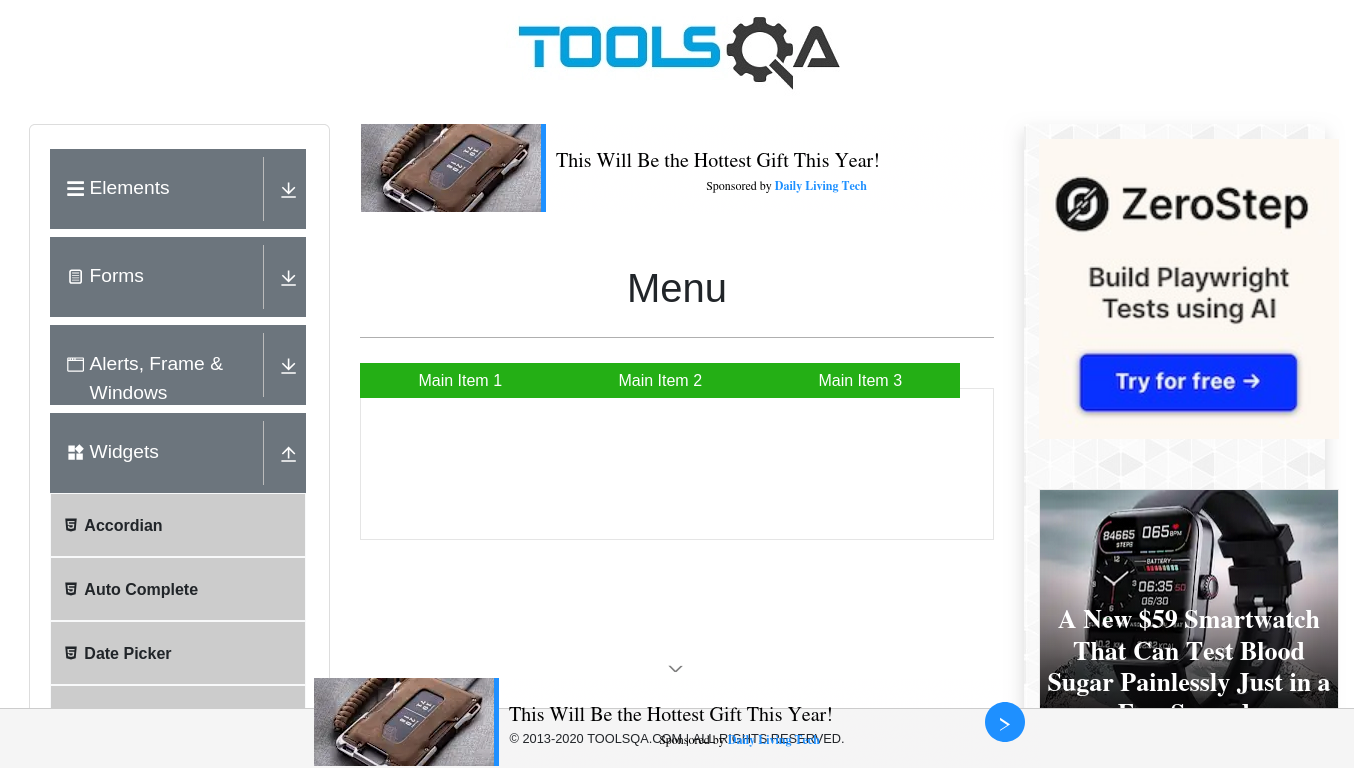 TOOLSQA
Elements
Forms
Alerts, Frame &
Windows
Widgets
Accordian
Auto Complete
Date Picker
This Will Be the Hottest Gift This Year!
Sponsored by Daily Living Tech
Menu
Main Item 1
Main Item 2
Main Item 3
ZeroStep
Build Playwright
Tests using AI
Try for free →
84665
STEPS
065BPM
BATTERY
12
06:35 50
06/30
A New $59 Smartwatch
That Can Test Blood
Sugar Painlessly Just in a
This Will Be the Hottest Gift This Year!
© 2013-2020 TOOLSQA.COM | ALL RIGHTS RESERVED.
Sponsored by Daily Living Tech